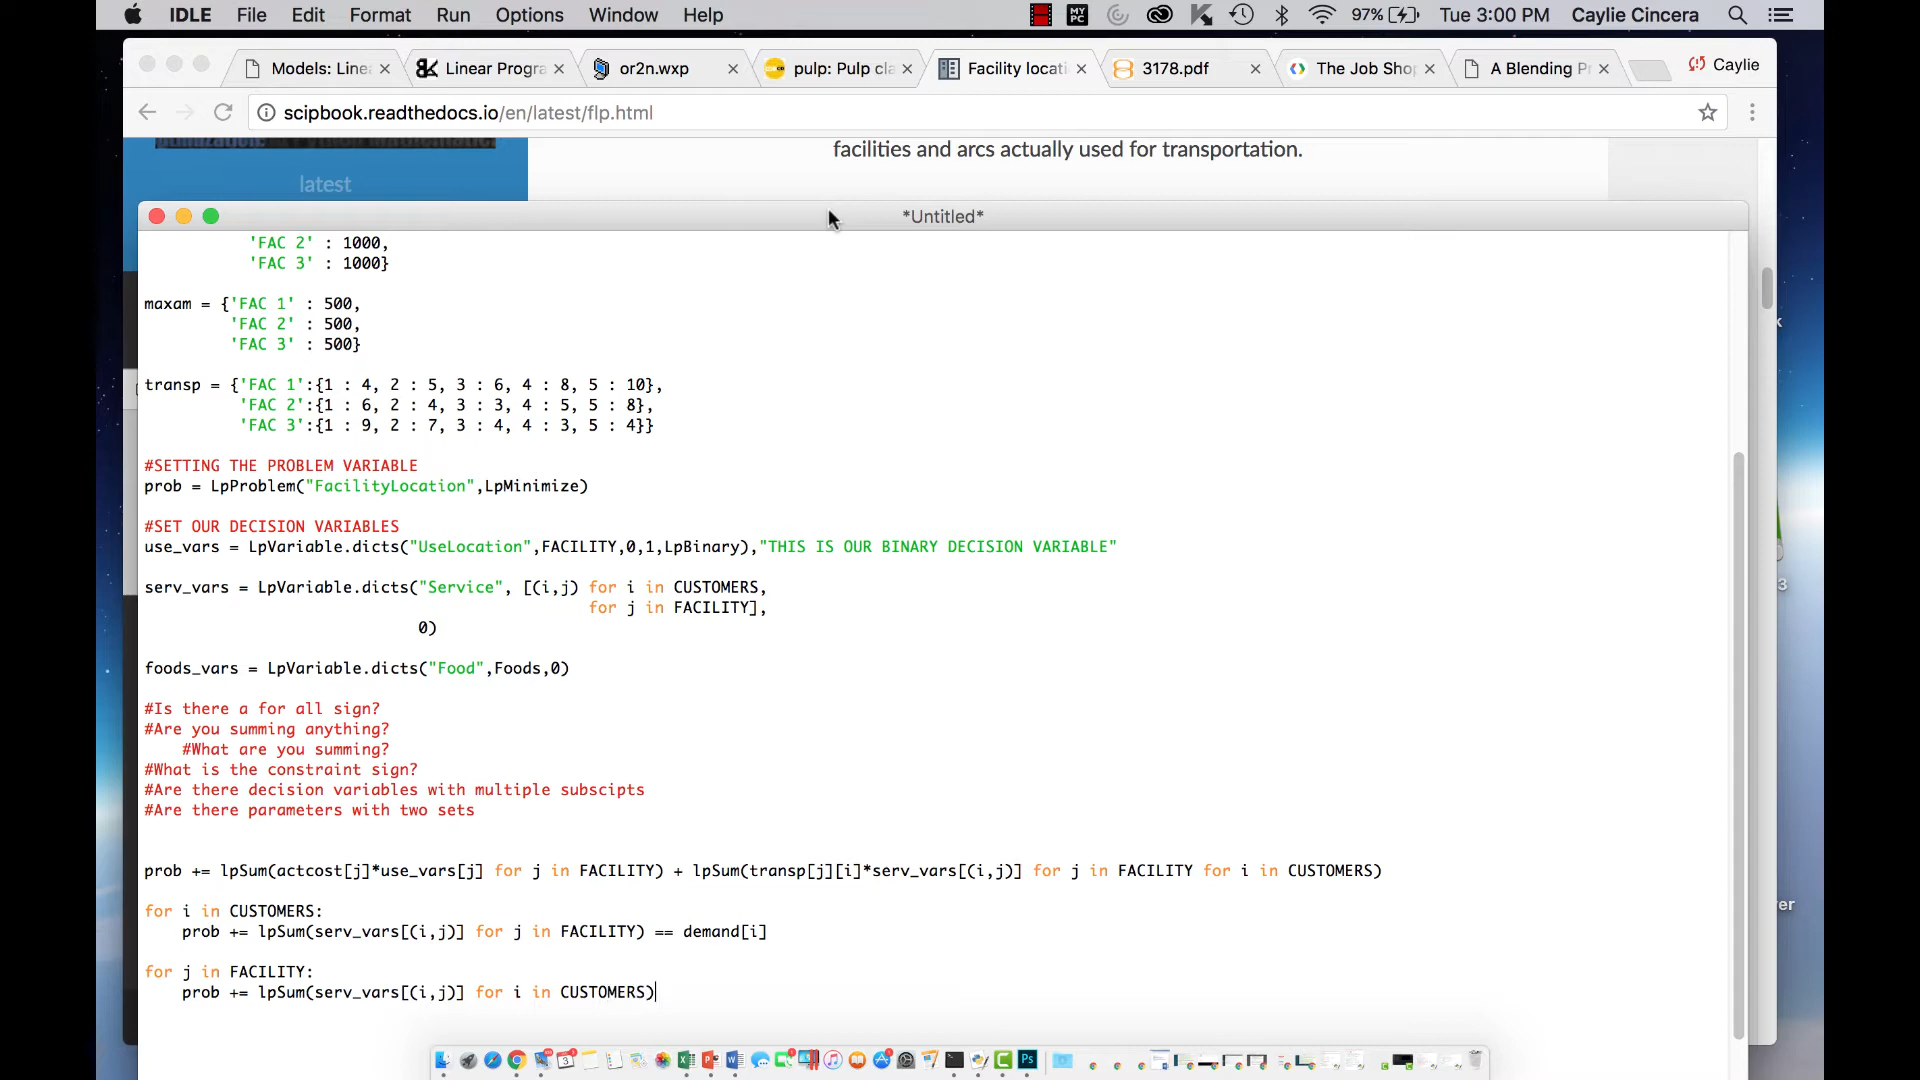 IDLE File Edit Format Run Options Window Help 97% Tue 3:00 PM Caylie Cincera
Models: Line Linear Progra or2n.wxp pulp: Pulp cla Facility locati 3178.pdf The Job Sho A Blending P Caylie
scipbook.readthedocs.io/en/latest/flp.html
facilities and arcs actually used for transportation.
latest
*Untitled*
'FAC 2' : 1000,
'FAC 3' : 1000}
maxam = {'FAC 1' : 500,
'FAC 2' : 500,
'FAC 3' : 500}
transp = {'FAC 1':{1 : 4, 2 : 5, 3 : 6, 4 : 8, 5 : 10},
'FAC 2':{1 : 6, 2 : 4, 3 : 3, 4 : 5, 5 : 8},
'FAC 3':{1 : 9, 2 : 7, 3 : 4, 4 : 3, 5 : 4}}
#SETTING THE PROBLEM VARIABLE
prob = LpProblem("FacilityLocation",LpMinimize)
#SET OUR DECISION VARIABLES
use_vars = LpVariable.dicts("UseLocation",FACILITY,0,1,LpBinary),"THIS IS OUR BINARY DECISION VARIABLE"
serv_vars = LpVariable.dicts("Service", [(i,j) for i in CUSTOMERS,
for j in FACILITY],
0)
foods_vars = LpVariable.dicts("Food",Foods,0)
#Is there a for all sign?
#Are you summing anything?
#What are you summing?
#What is the constraint sign?
#Are there decision variables with multiple subscipts
#Are there parameters with two sets
prob += lpSum(actcost[j]*use_vars[j] for j in FACILITY) + lpSum(transp[j][i]*serv_vars[(i,j)] for j in FACILITY for i in CUSTOMERS)
for i in CUSTOMERS:
prob += lpSum(serv_vars[(i,j)] for j in FACILITY) == demand[i]
for j in FACILITY:
prob += lpSum(serv_vars[(i,j)] for i in CUSTOMERS)